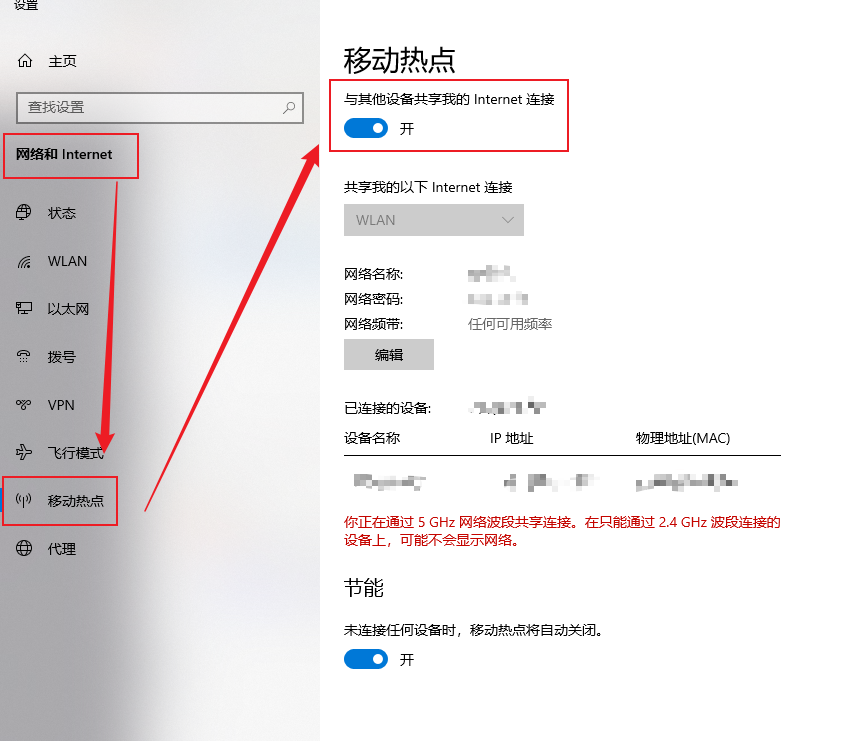 设置
主页
查找设置
网络和 Internet
状态
WLAN
以太网
拨号
VPN
飞行模式
移动热点
代理
移动热点
与其他设备共享我的 Internet 连接
开
共享我的以下 Internet 连接
WLAN
网络名称:
网络密码:
网络频带: 任何可用频率
编辑
已连接的设备:
设备名称 IP 地址 物理地址(MAC)
你正在通过 5 GHz 网络波段共享连接。在只能通过 2.4 GHz 波段连接的
设备上，可能不会显示网络。
节能
未连接任何设备时，移动热点将自动关闭。
开